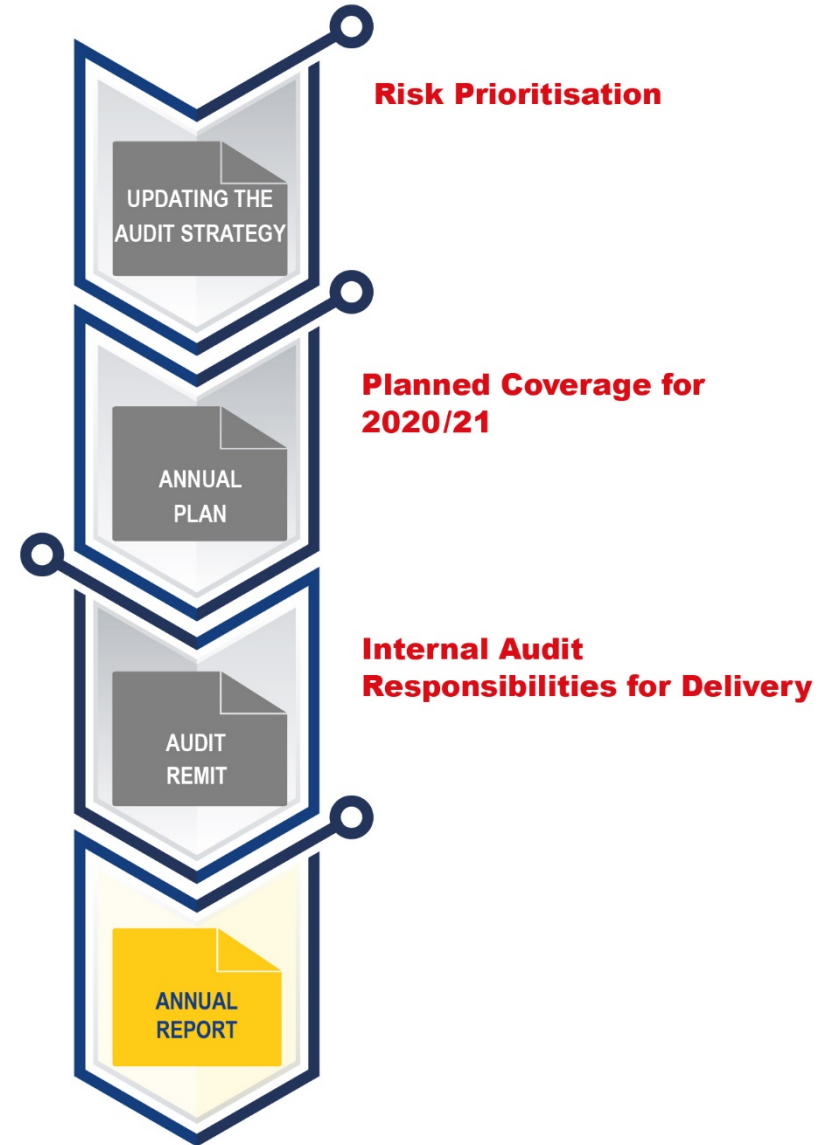 Risk Prioritisation
UPDATING THE
AUDIT STRATEGY
Planned Coverage for
2020/21
ANNUAL
PLAN
Internal Audit
Responsibilities for Delivery
AUDIT
REMIT
ANNUAL
REPORT